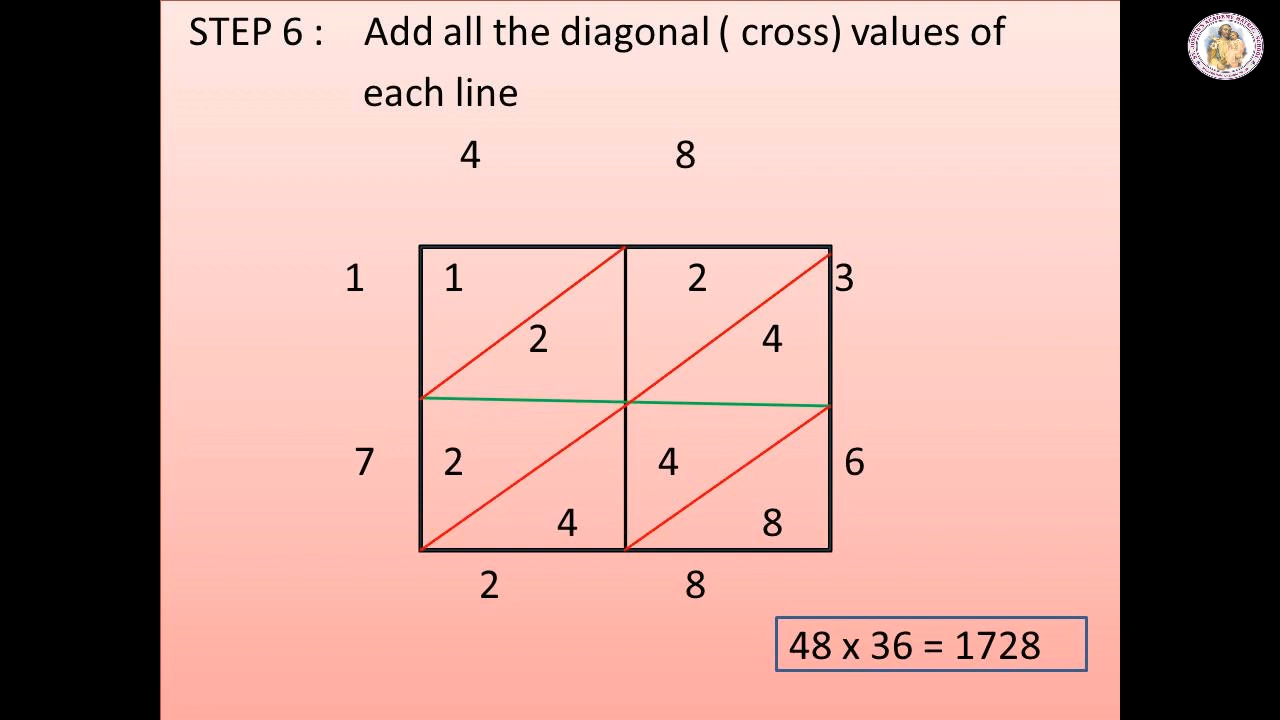 STEP 6 : Add all the diagonal ( cross) values of
each line
4 8
1 1 2 3
2 4
7 2 4 6
4 8
2 8
48 x 36 = 1728